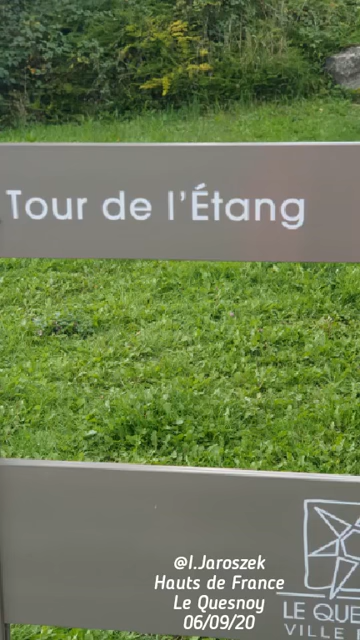 Tour de l'Étang
@I.Jaroszek
Hauts de France
Le Quesnoy
06/09/20
LE QUE
VILLE